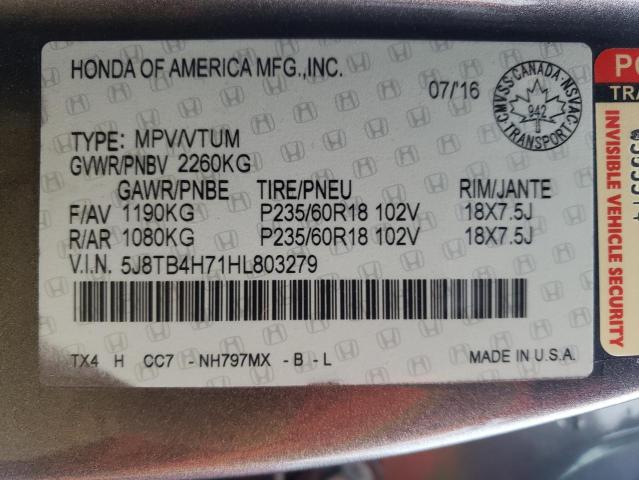 HONDA OF AMERICA MFG.,INC.
07/'16
CMVSS/CANADA-NSVAC
942
TRANSPORT
TYPE: MPV/VTUM
GVWR/PNBV 2260KG
GAWR/PNBE TIRE/PNEU RIM/JANTE
F/AV 1190KG P235/60R18 102V 18X7.5J
R/AR 1080KG P235/60R18 102V 18X7.5J
V.I.N. 5J8TB4H71HL803279
TX4 H CC7 -NH797MX -B-L
MADE IN U.S.A.
INVISIBLE VEHICLE SECURITY